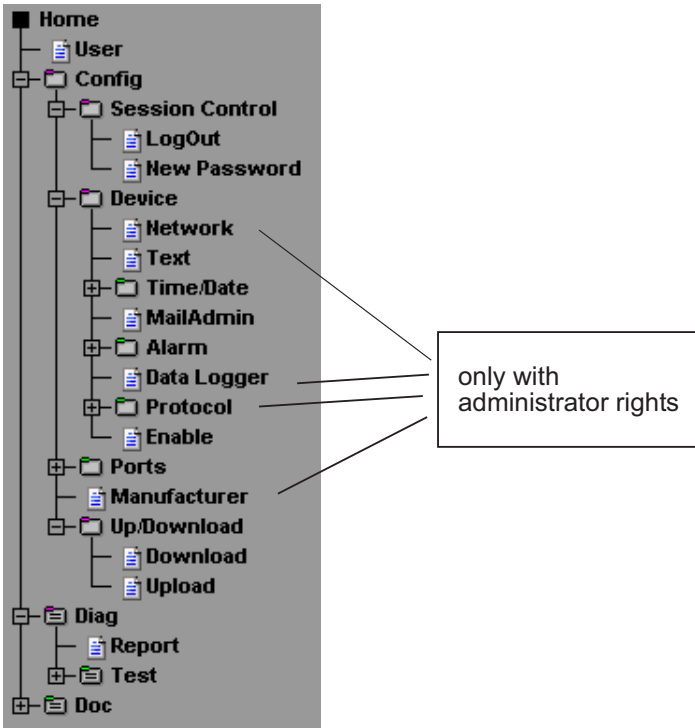 Home
User
Config
Session Control
LogOut
New Password
Device
Network
Text
Time/Date
MailAdmin
Alarm
Data Logger
Protocol
Enable
Ports
Manufacturer
Up/Download
Download
Upload
Diag
Report
Test
Doc
only with
administrator rights